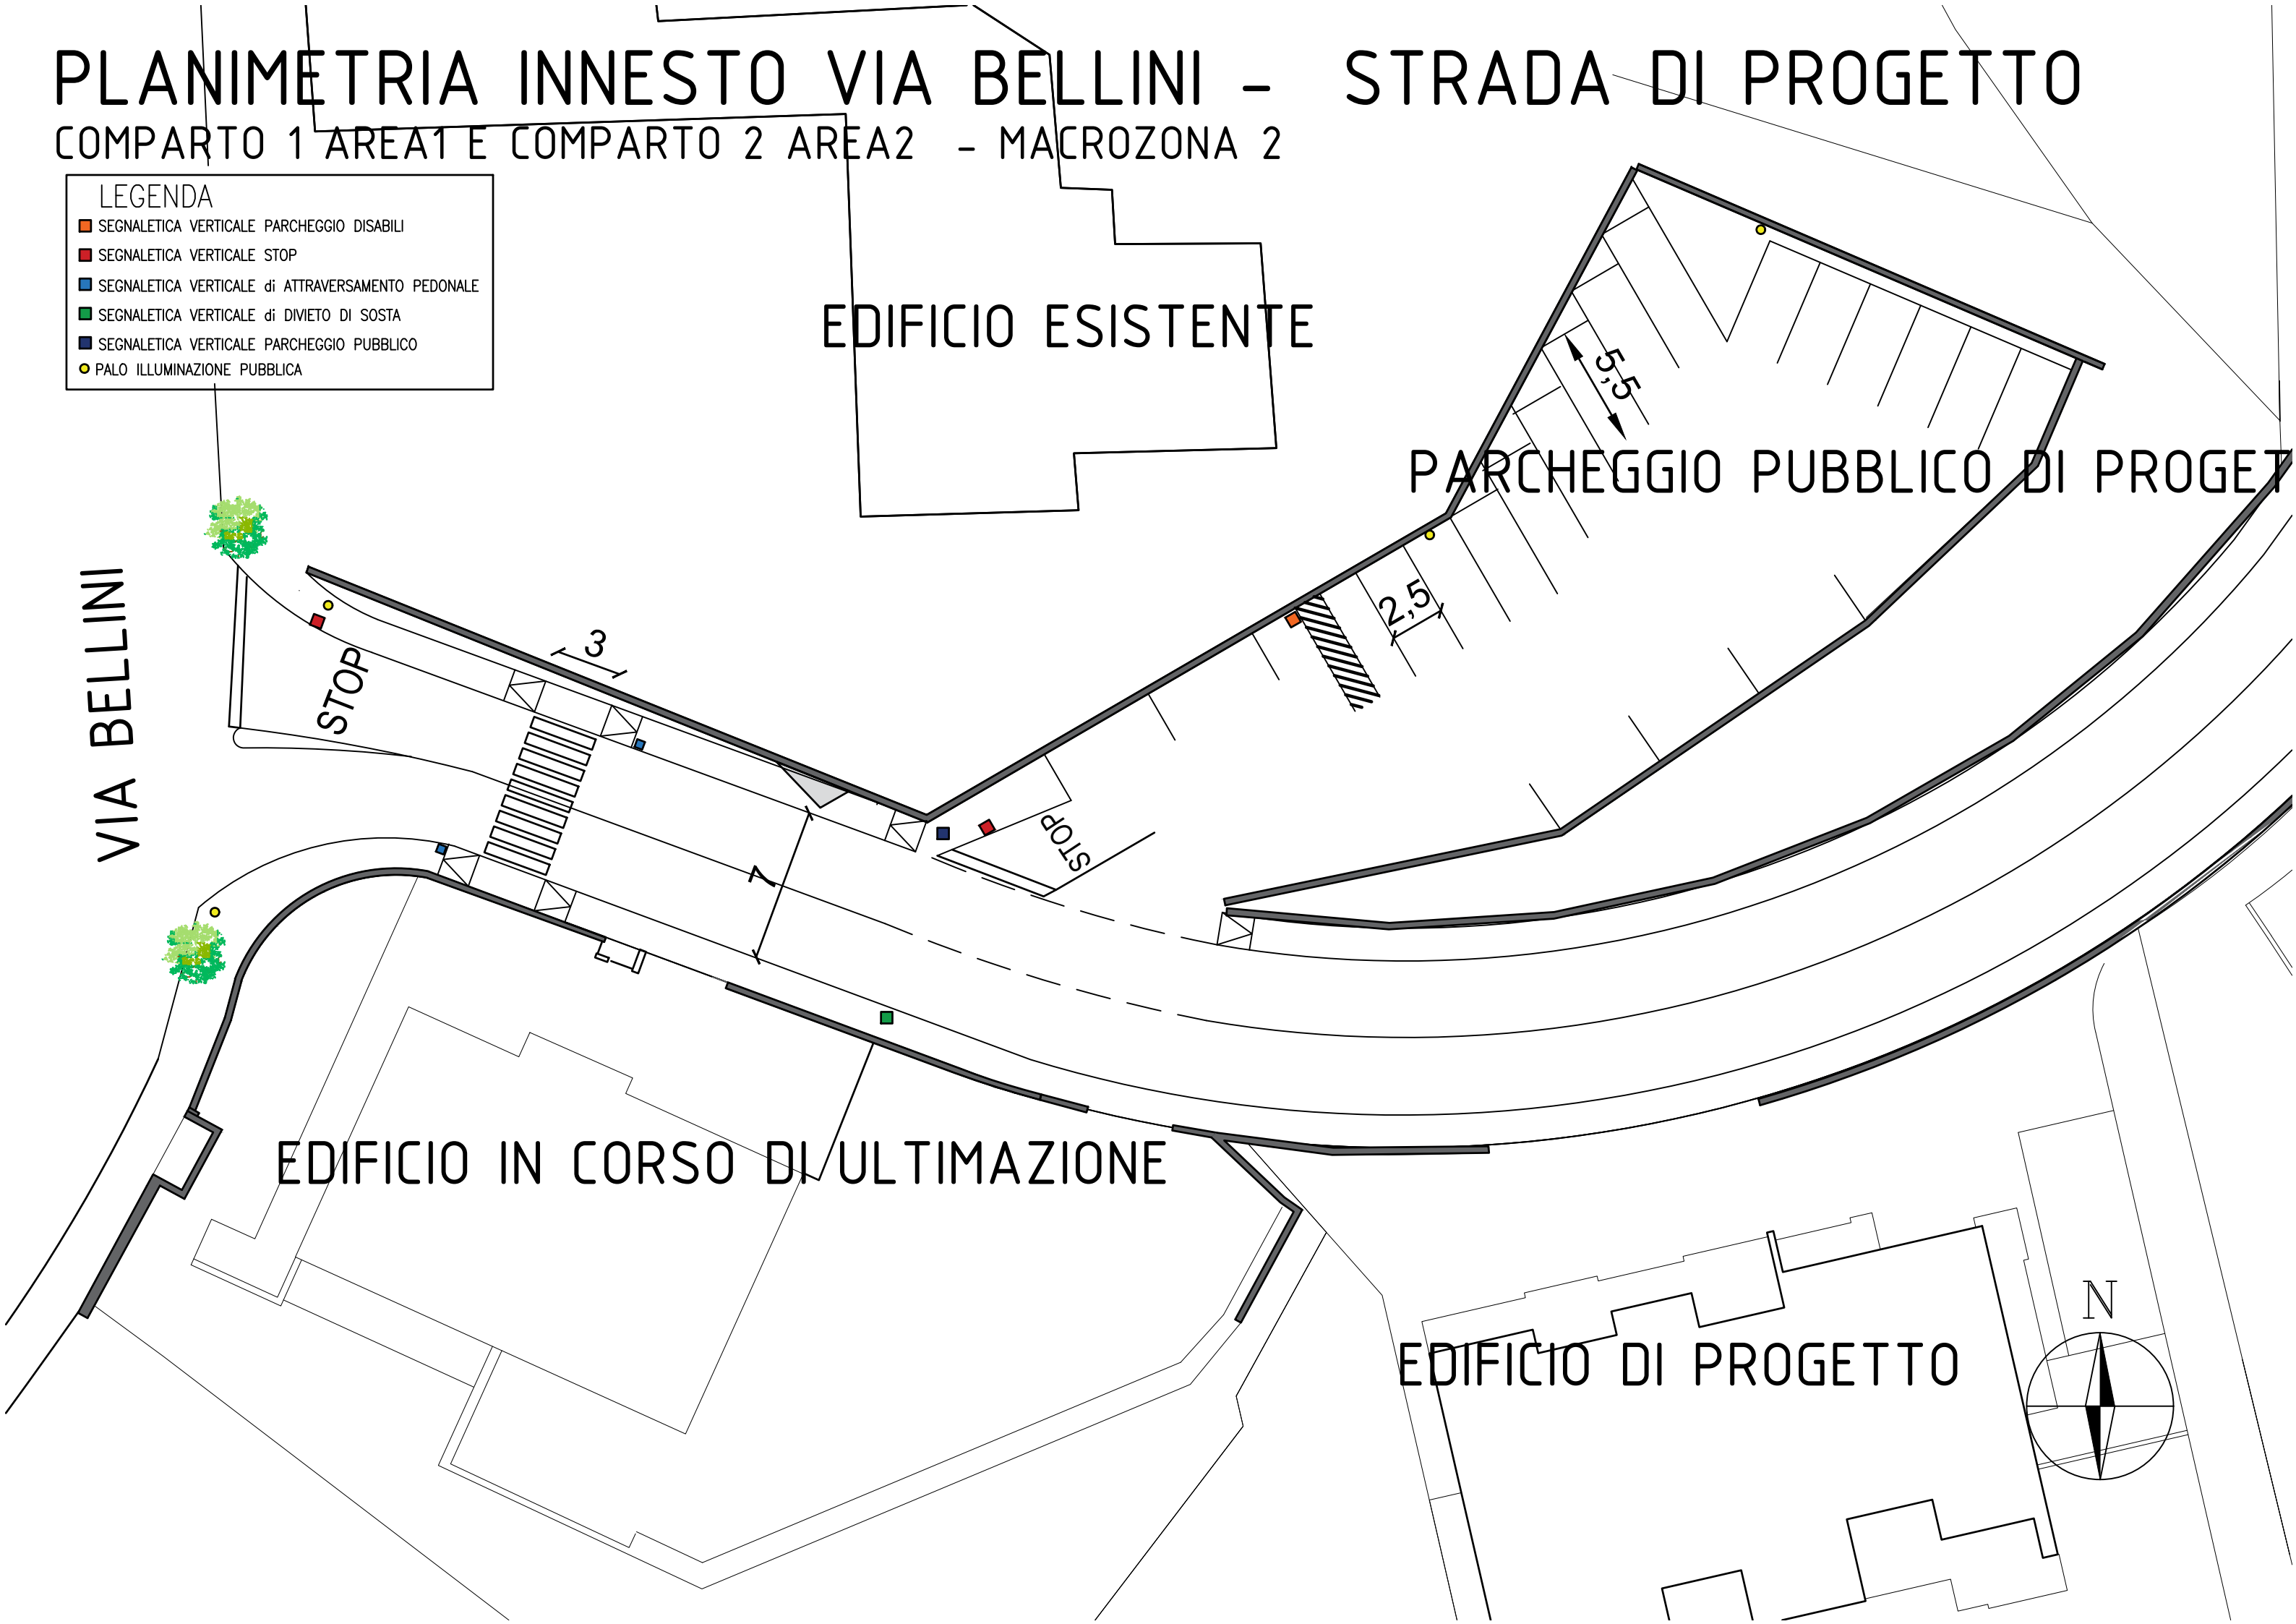 PLANIMETRIA INNESTO VIA BELLINI - STRADA DI PROGETTO
COMPARTO 1 AREA1 E COMPARTO 2 AREA2 - MACROZONA 2
LEGENDA
SEGNALETICA VERTICALE PARCHEGGIO DISABILI
SEGNALETICA VERTICALE STOP
SEGNALETICA VERTICALE di ATTRAVERSAMENTO PEDONALE
SEGNALETICA VERTICALE di DIVIETO DI SOSTA
SEGNALETICA VERTICALE PARCHEGGIO PUBBLICO
PALO ILLUMINAZIONE PUBBLICA
EDIFICIO ESISTENTE
5,5
PARCHEGGIO PUBBLICO DI PROGET
2,5
VIA BELLINI
3
STOP
STOP
7
EDIFICIO IN CORSO DI ULTIMAZIONE
N
EDIFICIO DI PROGETTO